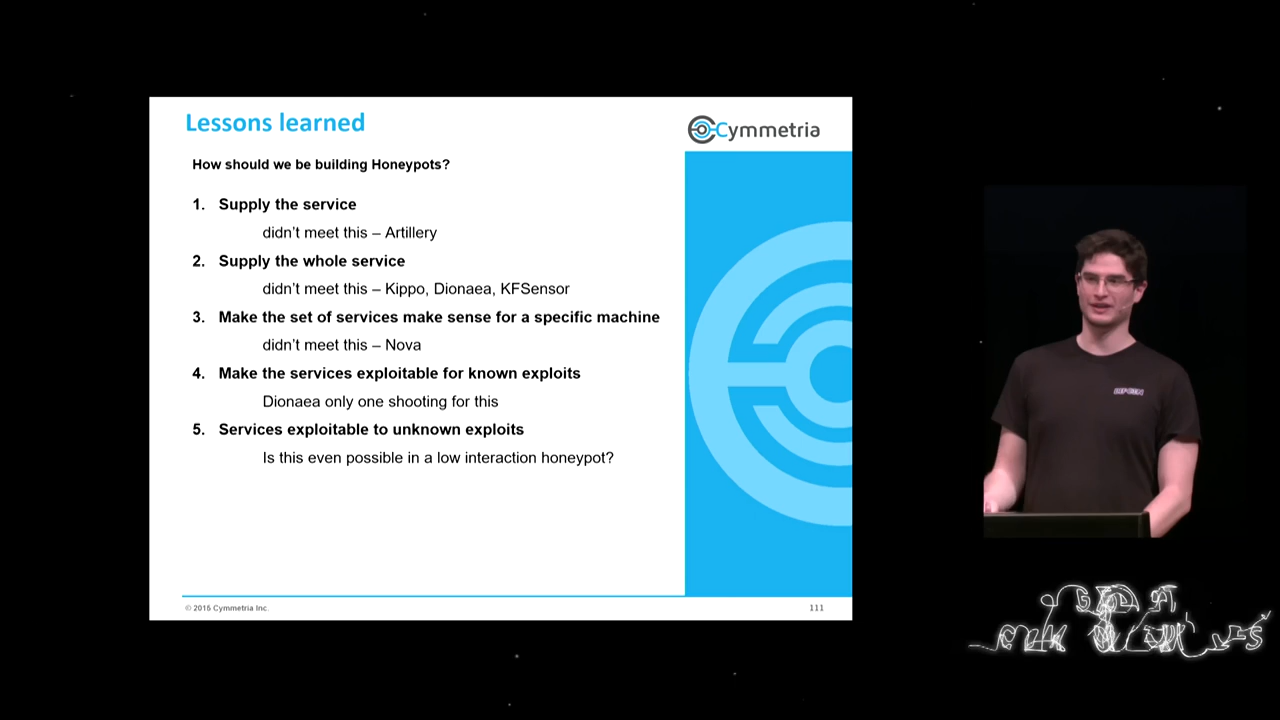 Lessons learned
Cymmetria
How should we be building Honeypots?
1. Supply the service
didn't meet this – Artillery
2. Supply the whole service
didn't meet this – Kippo, Dionaea, KFSensor
3. Make the set of services make sense for a specific machine
didn't meet this – Nova
4. Make the services exploitable for known exploits
Dionaea only one shooting for this
5. Services exploitable to unknown exploits
Is this even possible in a low interaction honeypot?
© 2015 Cymmetria Inc.
111